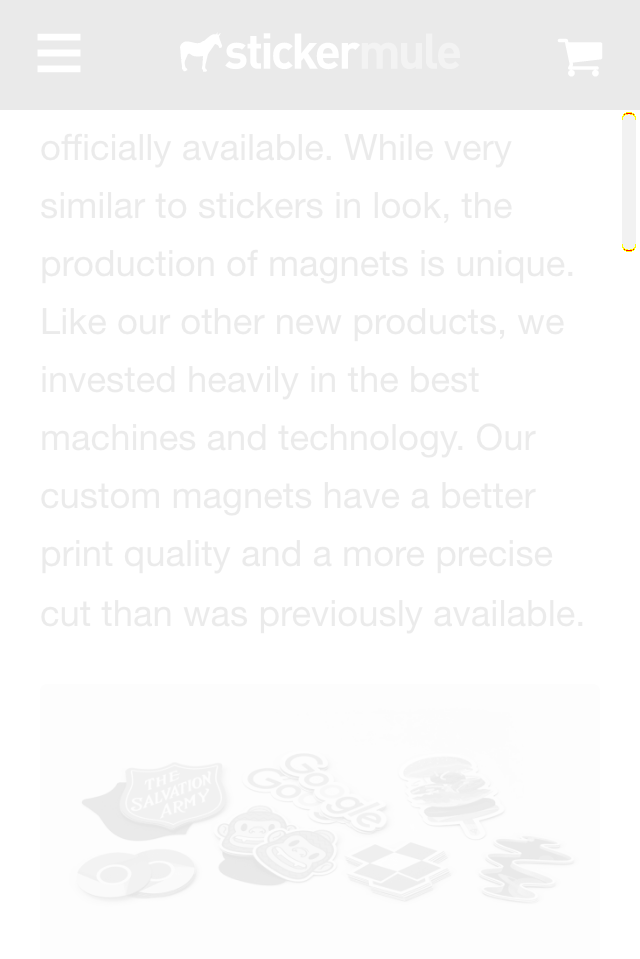 stickermule
officially available. While very
similar to stickers in look, the
production of magnets is unique.
Like our other new products, we
invested heavily in the best
machines and technology. Our
custom magnets have a better
print quality and a more precise
cut than was previously available.
THE
SALVATION
ARMY
Google
Google